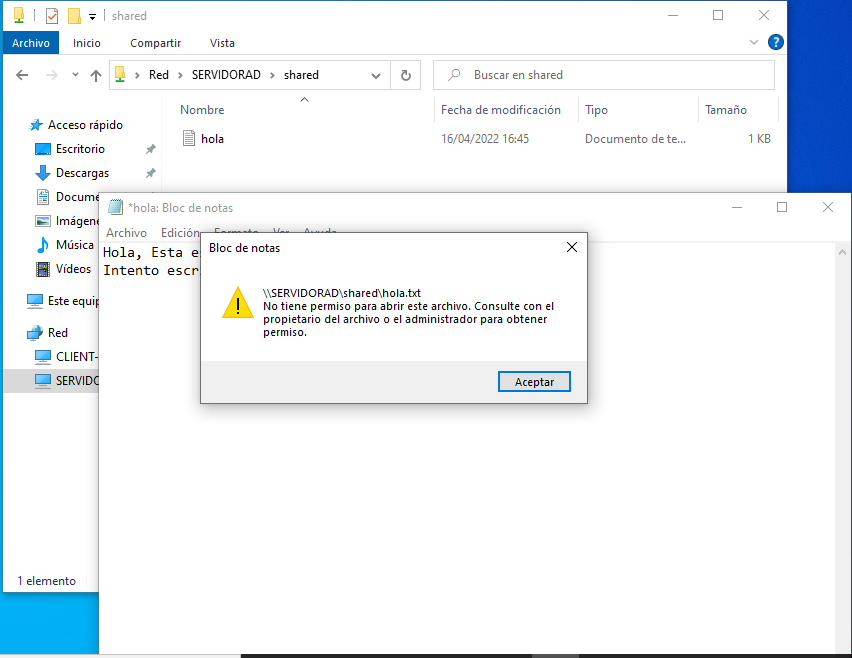 shared
Archivo Inicio Compartir Vista
Red SERVIDORAD shared
Buscar en shared
Nombre Fecha de modificación Tipo Tamaño
hola 16/04/2022 16:45 Documento de te... 1 KB
Acceso rápido
Escritorio
Descargas
Docume
Imágene
Música
Vídeos
Este equip
Red
CLIENT-
SERVIDO
1 elemento
*hola: Bloc de notas
Archivo Edición Formato Ver Ayuda
Hola, Esta es
Intento escr
Bloc de notas
\\SERVIDORAD\shared\hola.txt
No tiene permiso para abrir este archivo. Consulte con el
propietario del archivo o el administrador para obtener
permiso.
Aceptar